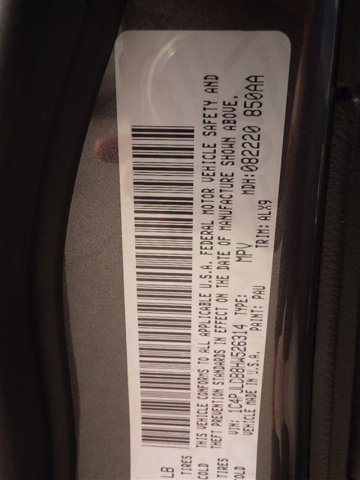 LB
TIRES
COLD
TIRES
COLD
THIS VEHICLE CONFORMS TO ALL APPLICABLE U.S.A. FEDERAL MOTOR VEHICLE SAFETY AND
THEFT PREVENTION STANDARDS IN EFFECT ON THE DATE OF MANUFACTURE SHOWN ABOVE.
VIN: 1C4PJLDB8HW526314 TYPE: MPV MDH:082220 850AA
VEHICLE MADE IN U.S.A. PAINT: PAU TRIM: ALX9